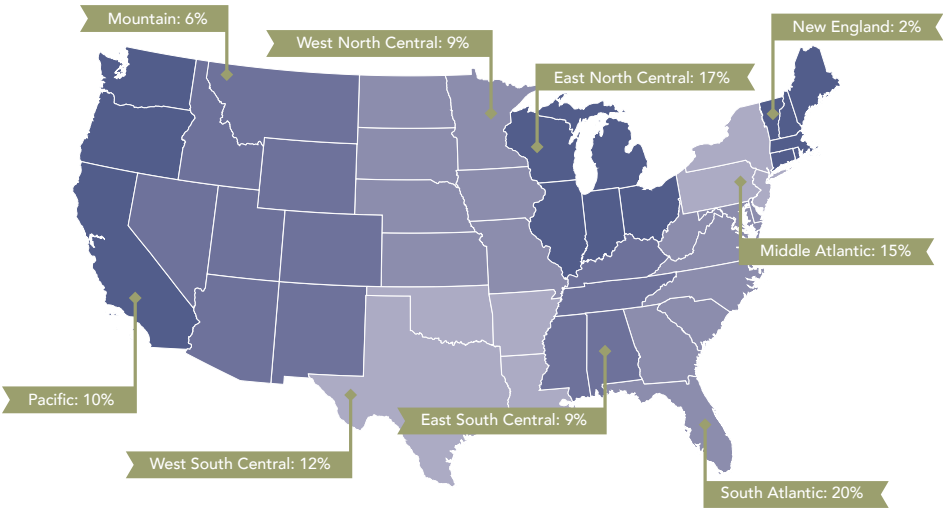 Mountain: 6%
New England: 2%
West North Central: 9%
East North Central: 17%
Middle Atlantic: 15%
Pacific: 10%
East South Central: 9%
West South Central: 12%
South Atlantic: 20%